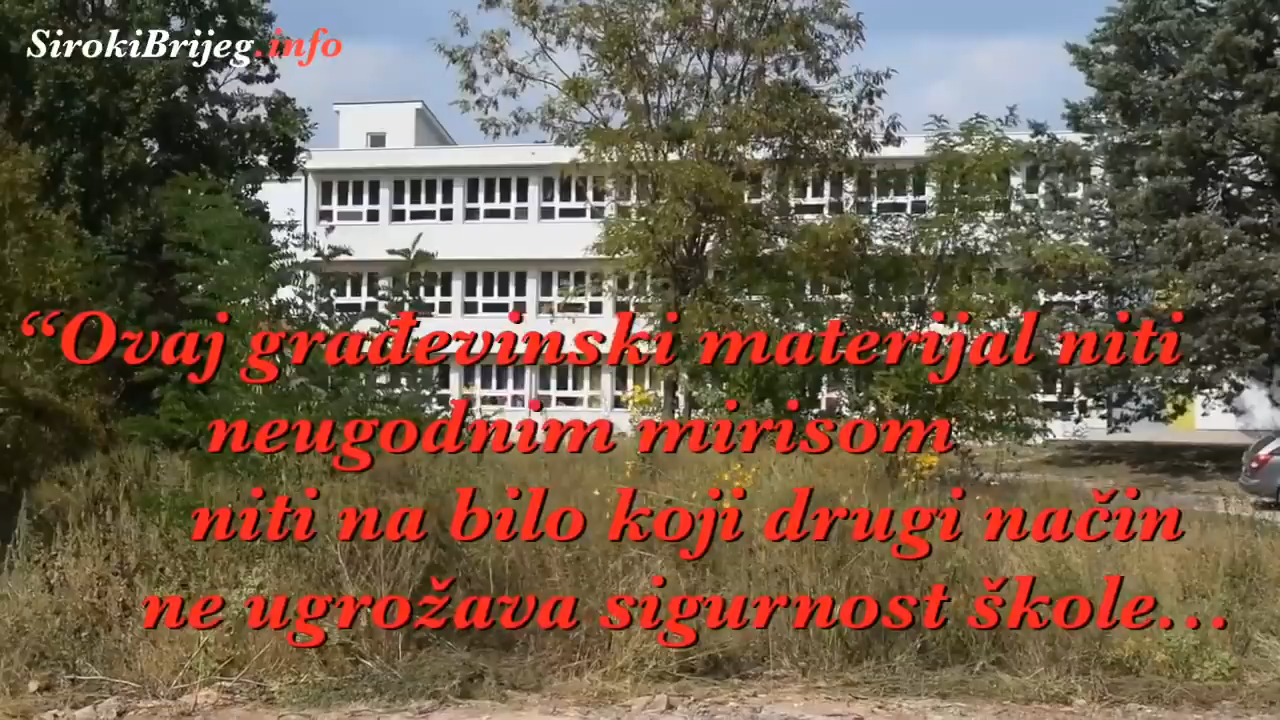 SirokiBrijeg.info
“Ovaj građevinski materijal niti
neugodnim mirisom
niti na bilo koji drugi način
ne ugrožava sigurnost škole...